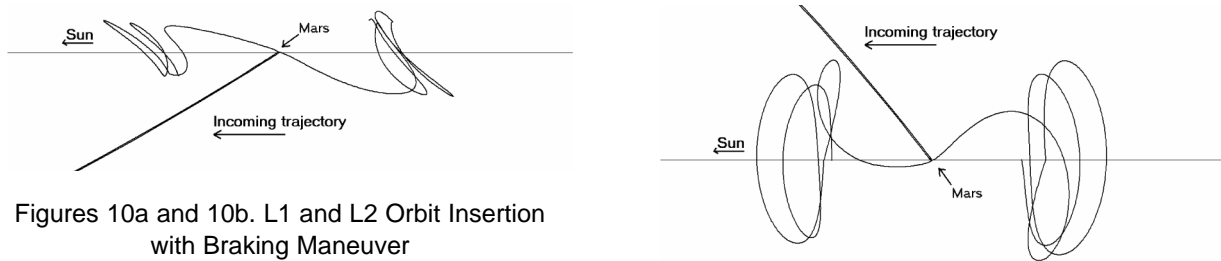 Sun
Mars
Incoming trajectory
Figures 10a and 10b. L1 and L2 Orbit Insertion
with Braking Maneuver
Incoming trajectory
Sun
Mars